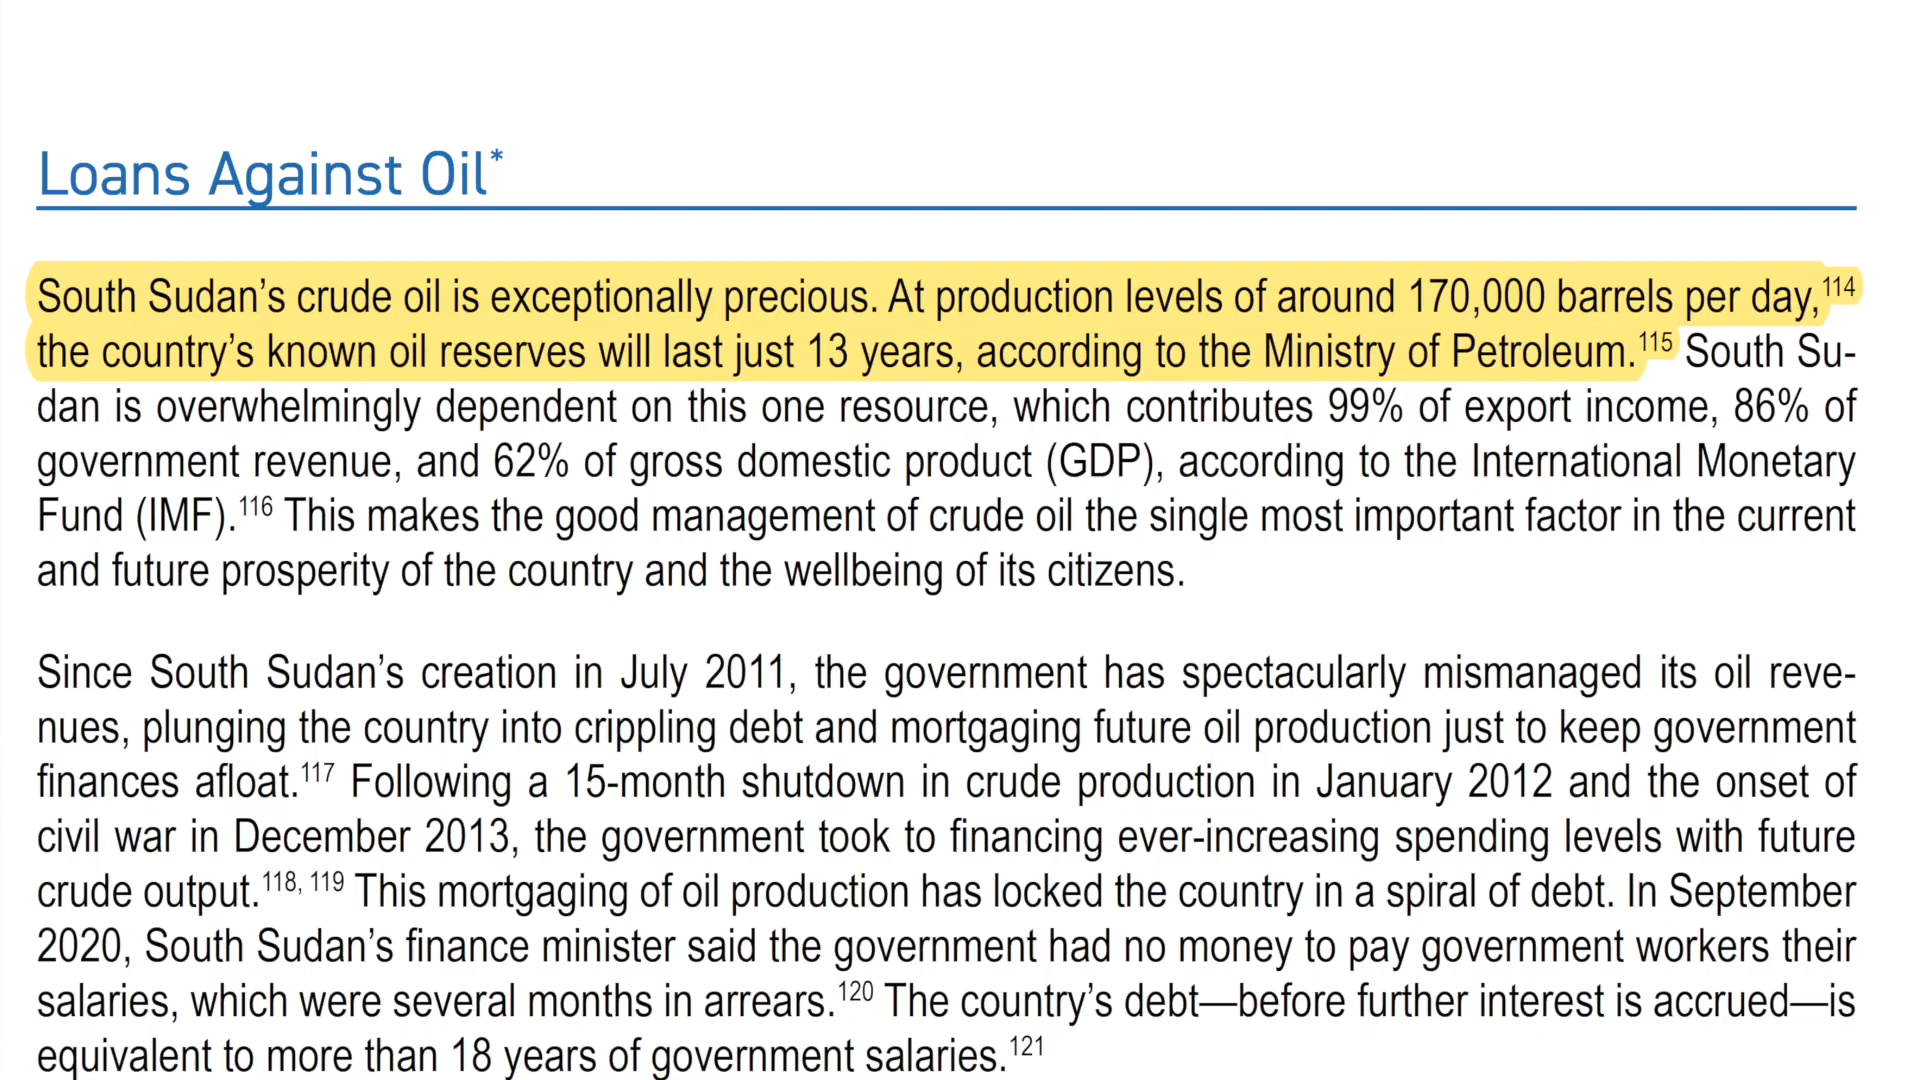 Loans Against Oil*
South Sudan’s crude oil is exceptionally precious. At production levels of around 170,000 barrels per day,114
the country’s known oil reserves will last just 13 years, according to the Ministry of Petroleum.115 South Su-
dan is overwhelmingly dependent on this one resource, which contributes 99% of export income, 86% of
government revenue, and 62% of gross domestic product (GDP), according to the International Monetary
Fund (IMF).116 This makes the good management of crude oil the single most important factor in the current
and future prosperity of the country and the wellbeing of its citizens.
Since South Sudan’s creation in July 2011, the government has spectacularly mismanaged its oil reve-
nues, plunging the country into crippling debt and mortgaging future oil production just to keep government
finances afloat.117 Following a 15-month shutdown in crude production in January 2012 and the onset of
civil war in December 2013, the government took to financing ever-increasing spending levels with future
crude output.118, 119 This mortgaging of oil production has locked the country in a spiral of debt. In September
2020, South Sudan’s finance minister said the government had no money to pay government workers their
salaries, which were several months in arrears.120 The country’s debt—before further interest is accrued—is
equivalent to more than 18 years of government salaries.121